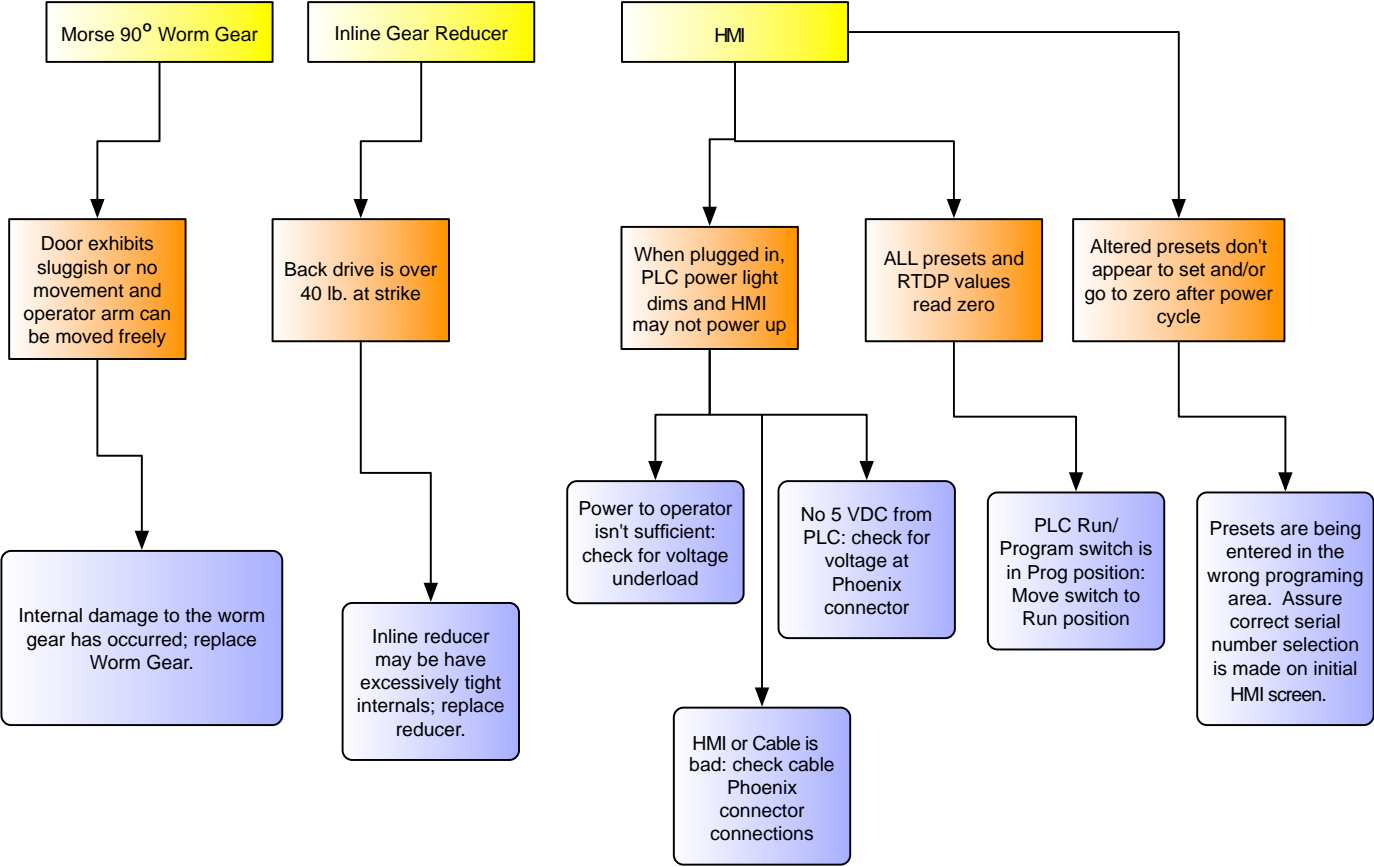 Morse 90° Worm Gear
Inline Gear Reducer
HMI
Door exhibits
sluggish or no
movement and
operator arm can
be moved freely
Back drive is over
40 lb. at strike
When plugged in,
PLC power light
dims and HMI
may not power up
ALL presets and
RTDP values
read zero
Altered presets don't
appear to set and/or
go to zero after power
cycle
Internal damage to the worm
gear has occurred; replace
Worm Gear.
Inline reducer
may be have
excessively tight
internals; replace
reducer.
Power to operator
isn't sufficient:
check for voltage
underload
HMI or Cable is
bad: check cable
Phoenix
connector
connections
No 5 VDC from
PLC: check for
voltage at
Phoenix
connector
PLC Run/
Program switch is
in Prog position:
Move switch to
Run position
Presets are being
entered in the
wrong programing
area. Assure
correct serial
number selection
is made on initial
HMI screen.